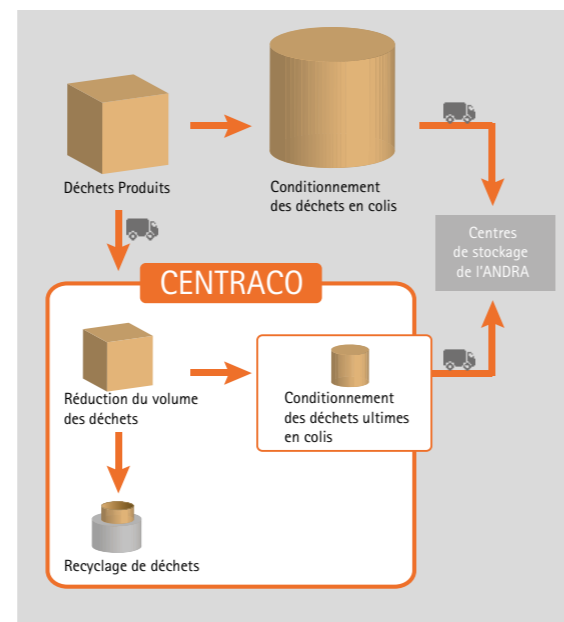 Déchets Produits
Conditionnement
des déchets en colis
Centres
de stockage
de l'ANDRA
CENTRACO
Réduction du volume
des déchets
Conditionnement
des déchets ultimes
en colis
Recyclage de déchets